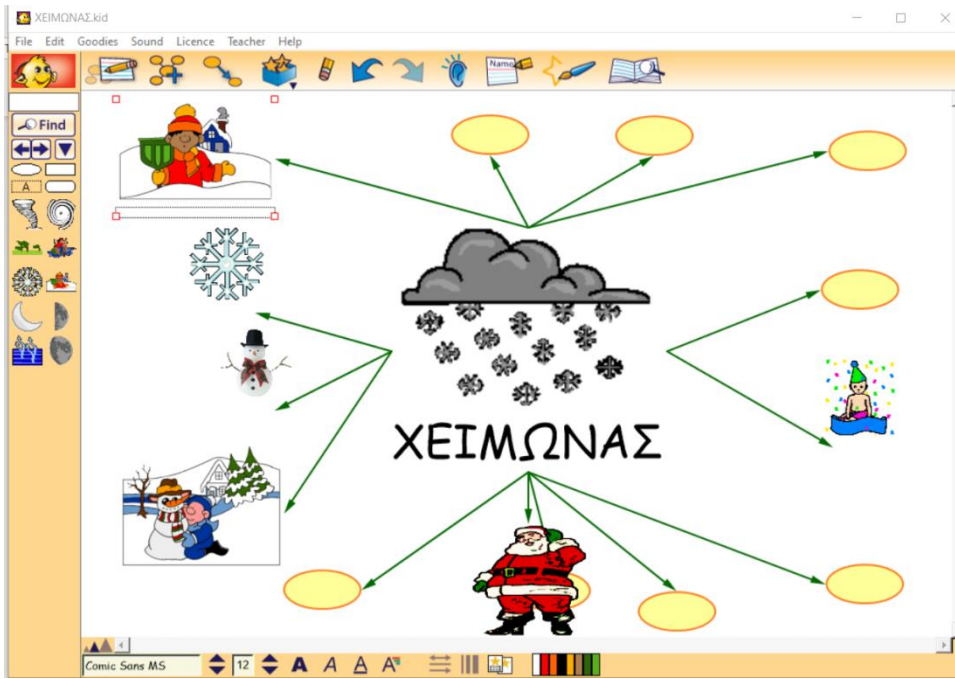 ΧΕΙΜΩΝΑΣ.kid
File Edit Goodies Sound Licence Teacher Help
Name
Find
A
ΧΕΙΜΩΝΑΣ
Comic Sans MS 12 A A A A